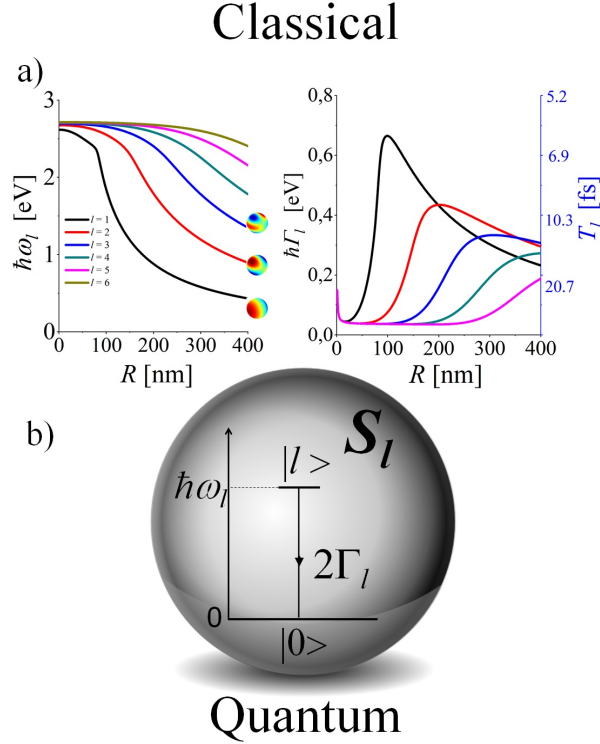 Classical
a)
ħω_l [eV]
3
2
1
0
l = 1
l = 2
l = 3
l = 4
l = 5
l = 6
0 100 200 300 400
R [nm]
ħΓ_l [eV]
0,8
0,6
0,4
0,2
0,0
0 100 200 300 400
R [nm]
5.2
6.9
10.3
20.7
T_l [fs]
b)
S_l
|l >
ħω_l
2Γ_l
0
|0>
Quantum